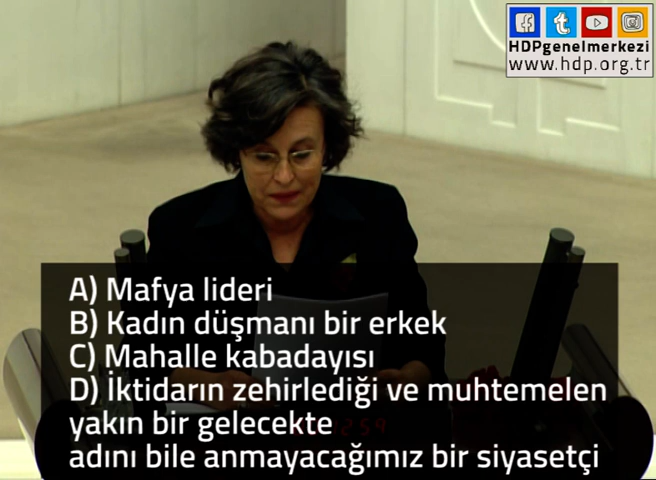 HDPgenelmerkezi
www.hdp.org.tr
A) Mafya lideri
B) Kadın düşmanı bir erkek
C) Mahalle kabadayısı
D) İktidarın zehirlediği ve muhtemelen
yakın bir gelecekte
adını bile anmayacağımız bir siyasetçi